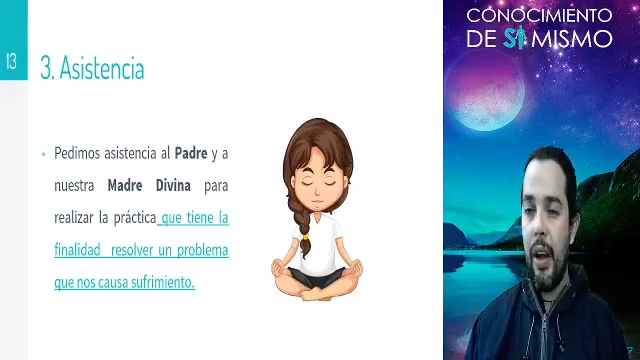 13
3. Asistencia
Pedimos asistencia al Padre y a
nuestra Madre Divina para
realizar la práctica que tiene la
finalidad resolver un problema
que nos causa sufrimiento.
CONOCIMIENTO
DE SÍ MISMO